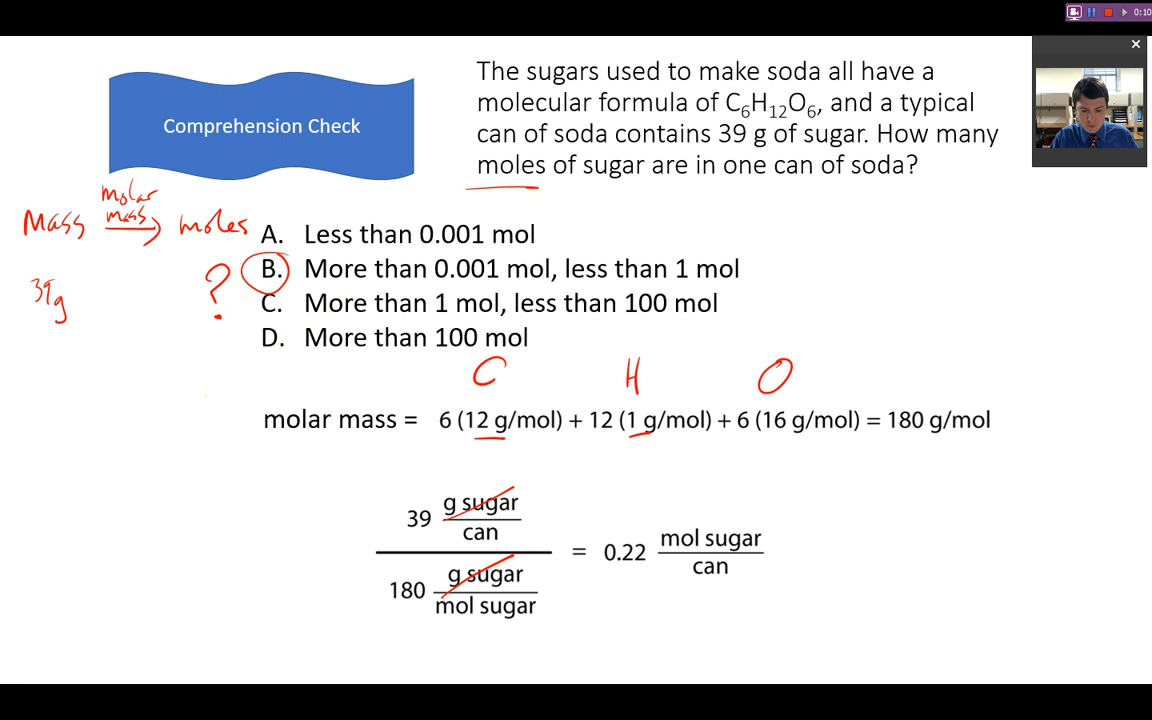 0:10
Comprehension Check
The sugars used to make soda all have a
molecular formula of C₆H₁₂O₆, and a typical
can of soda contains 39 g of sugar. How many
moles of sugar are in one can of soda?
molar
Mass mass moles
39g ?
A. Less than 0.001 mol
B. More than 0.001 mol, less than 1 mol
C. More than 1 mol, less than 100 mol
D. More than 100 mol
C H O
molar mass = 6 (12 g/mol) + 12 (1 g/mol) + 6 (16 g/mol) = 180 g/mol
39 g sugar
can
180 g sugar
mol sugar
= 0.22 mol sugar
can